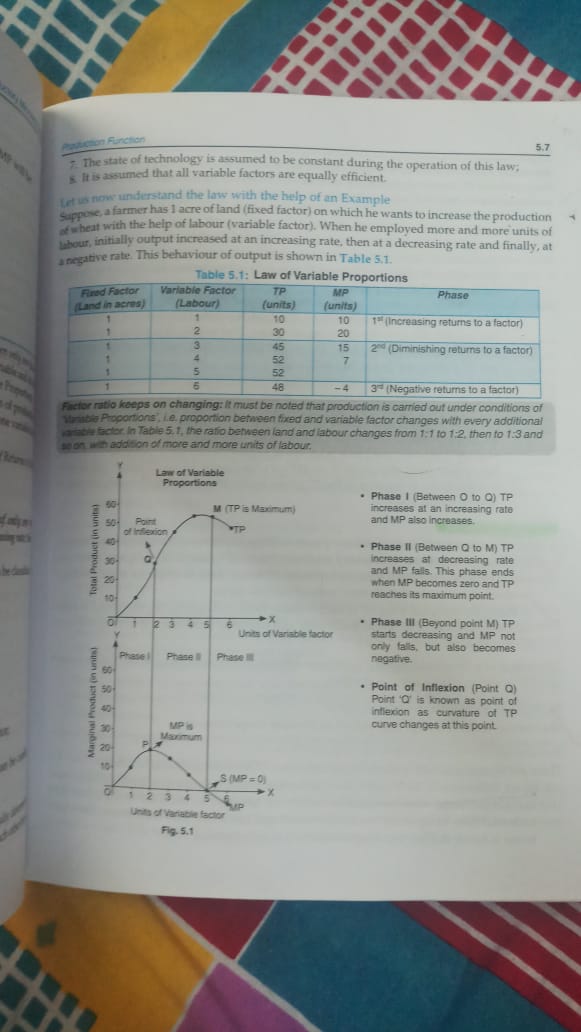 Production Function
5.7
7. The state of technology is assumed to be constant during the operation of this law;
8. It is assumed that all variable factors are equally efficient.
Let us now understand the law with the help of an Example
Suppose, a farmer has 1 acre of land (fixed factor) on which he wants to increase the production
of wheat with the help of labour (variable factor). When he employed more and more units of
labour, initially output increased at an increasing rate, then at a decreasing rate and finally, at
a negative rate. This behaviour of output is shown in Table 5.1.
Table 5.1: Law of Variable Proportions
Fixed Factor (Land in acres) Variable Factor (Labour) TP (units) MP (units) Phase
1 1 10 10 1st (Increasing returns to a factor)
1 2 30 20
1 3 45 15 2nd (Diminishing returns to a factor)
1 4 52 7
1 5 52
1 6 48 – 4 3rd (Negative returns to a factor)
Factor ratio keeps on changing: It must be noted that production is carried out under conditions of
'Variable Proportions', i.e. proportion between fixed and variable factor changes with every additional
variable factor. In Table 5.1, the ratio between land and labour changes from 1:1 to 1:2, then to 1:3 and
so on, with addition of more and more units of labour.
Y
Law of Variable
Proportions
Total Product (in units)
60
50
40
30
20
10
O 1 2 3 4 5 6
X
Units of Variable factor
Point
of Inflexion
Q
M (TP is Maximum)
TP
Y
Phase I Phase II Phase III
Marginal Product (in units)
60
50
40
30
20
10
O 1 2 3 4 5 6
X
P
MP is
Maximum
S (MP = 0)
MP
Units of Variable factor
Fig. 5.1
• Phase I (Between O to Q) TP
increases at an increasing rate
and MP also increases.
• Phase II (Between Q to M) TP
increases at decreasing rate
and MP falls. This phase ends
when MP becomes zero and TP
reaches its maximum point.
• Phase III (Beyond point M) TP
starts decreasing and MP not
only falls, but also becomes
negative.
• Point of Inflexion (Point Q)
Point 'Q' is known as point of
inflexion as curvature of TP
curve changes at this point.